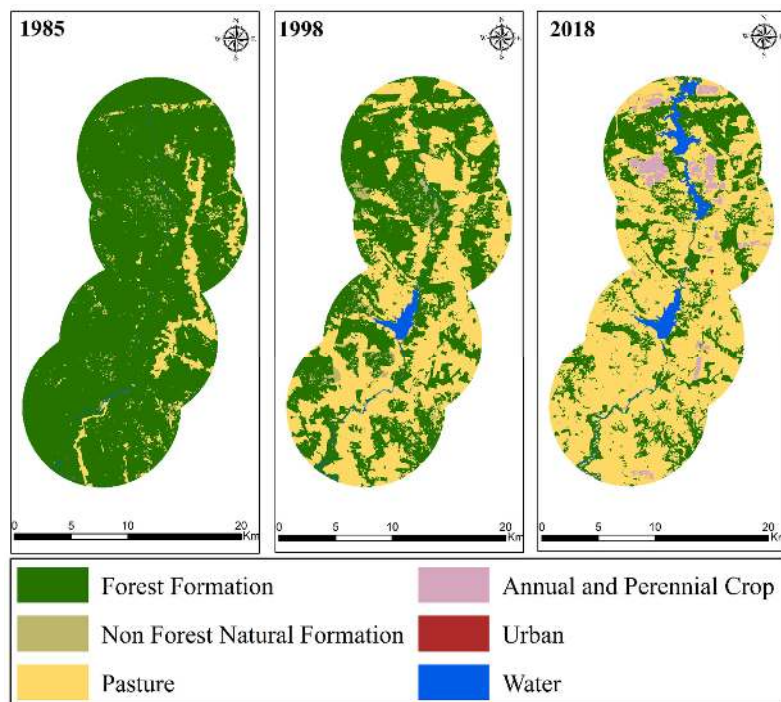 1985
1998
2018
0 5 10 20 Km
0 5 10 20 Km
0 5 10 20 Km
Forest Formation
Non Forest Natural Formation
Pasture
Annual and Perennial Crop
Urban
Water